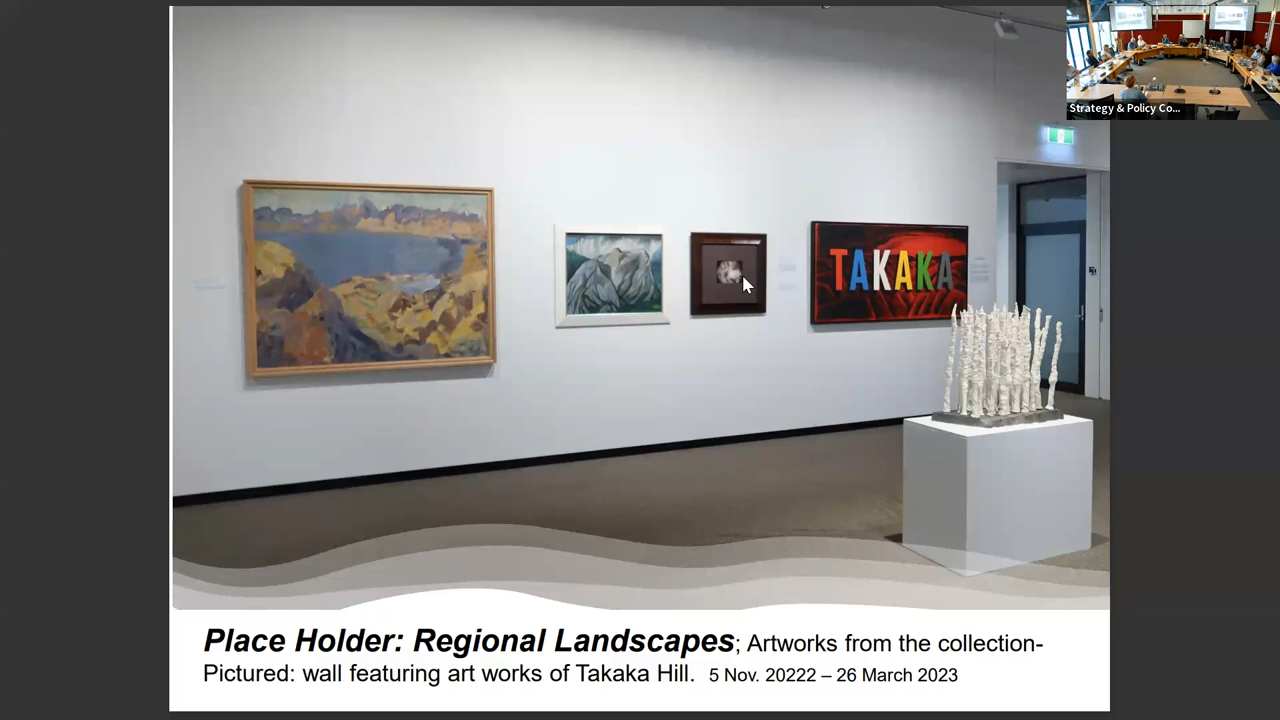 Strategy & Policy Co...
TAKAKA
Place Holder: Regional Landscapes; Artworks from the collection-
Pictured: wall featuring art works of Takaka Hill. 5 Nov. 20222 – 26 March 2023